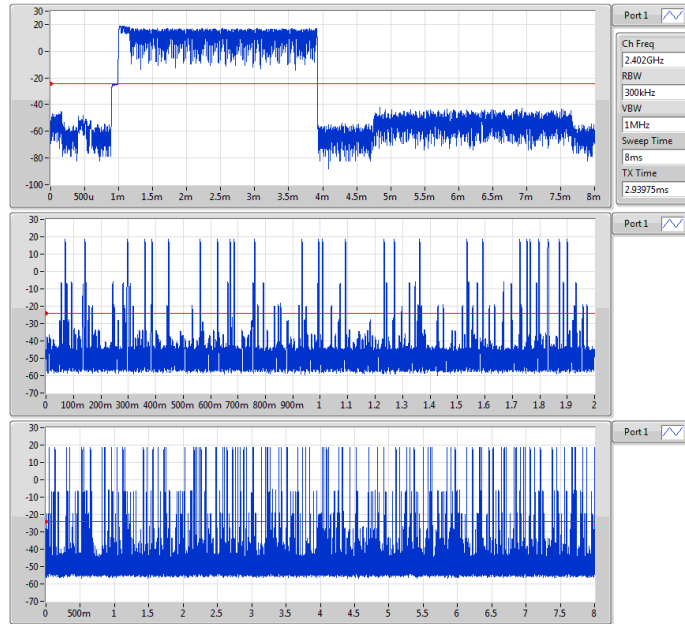 30
20
0
-20
-40
-60
-80
-100
0 500u 1m 1.5m 2m 2.5m 3m 3.5m 4m 4.5m 5m 5.5m 6m 6.5m 7m 7.5m 8m
Port 1
Ch Freq
2.402GHz
RBW
300kHz
VBW
1MHz
Sweep Time
8ms
TX Time
2.93975ms
30
20
10
0
-10
-20
-30
-40
-50
-60
-70
0 100m 200m 300m 400m 500m 600m 700m 800m 900m 1 1.1 1.2 1.3 1.4 1.5 1.6 1.7 1.8 1.9 2
Port 1
30
20
10
0
-10
-20
-30
-40
-50
-60
-70
0 500m 1 1.5 2 2.5 3 3.5 4 4.5 5 5.5 6 6.5 7 7.5 8
Port 1